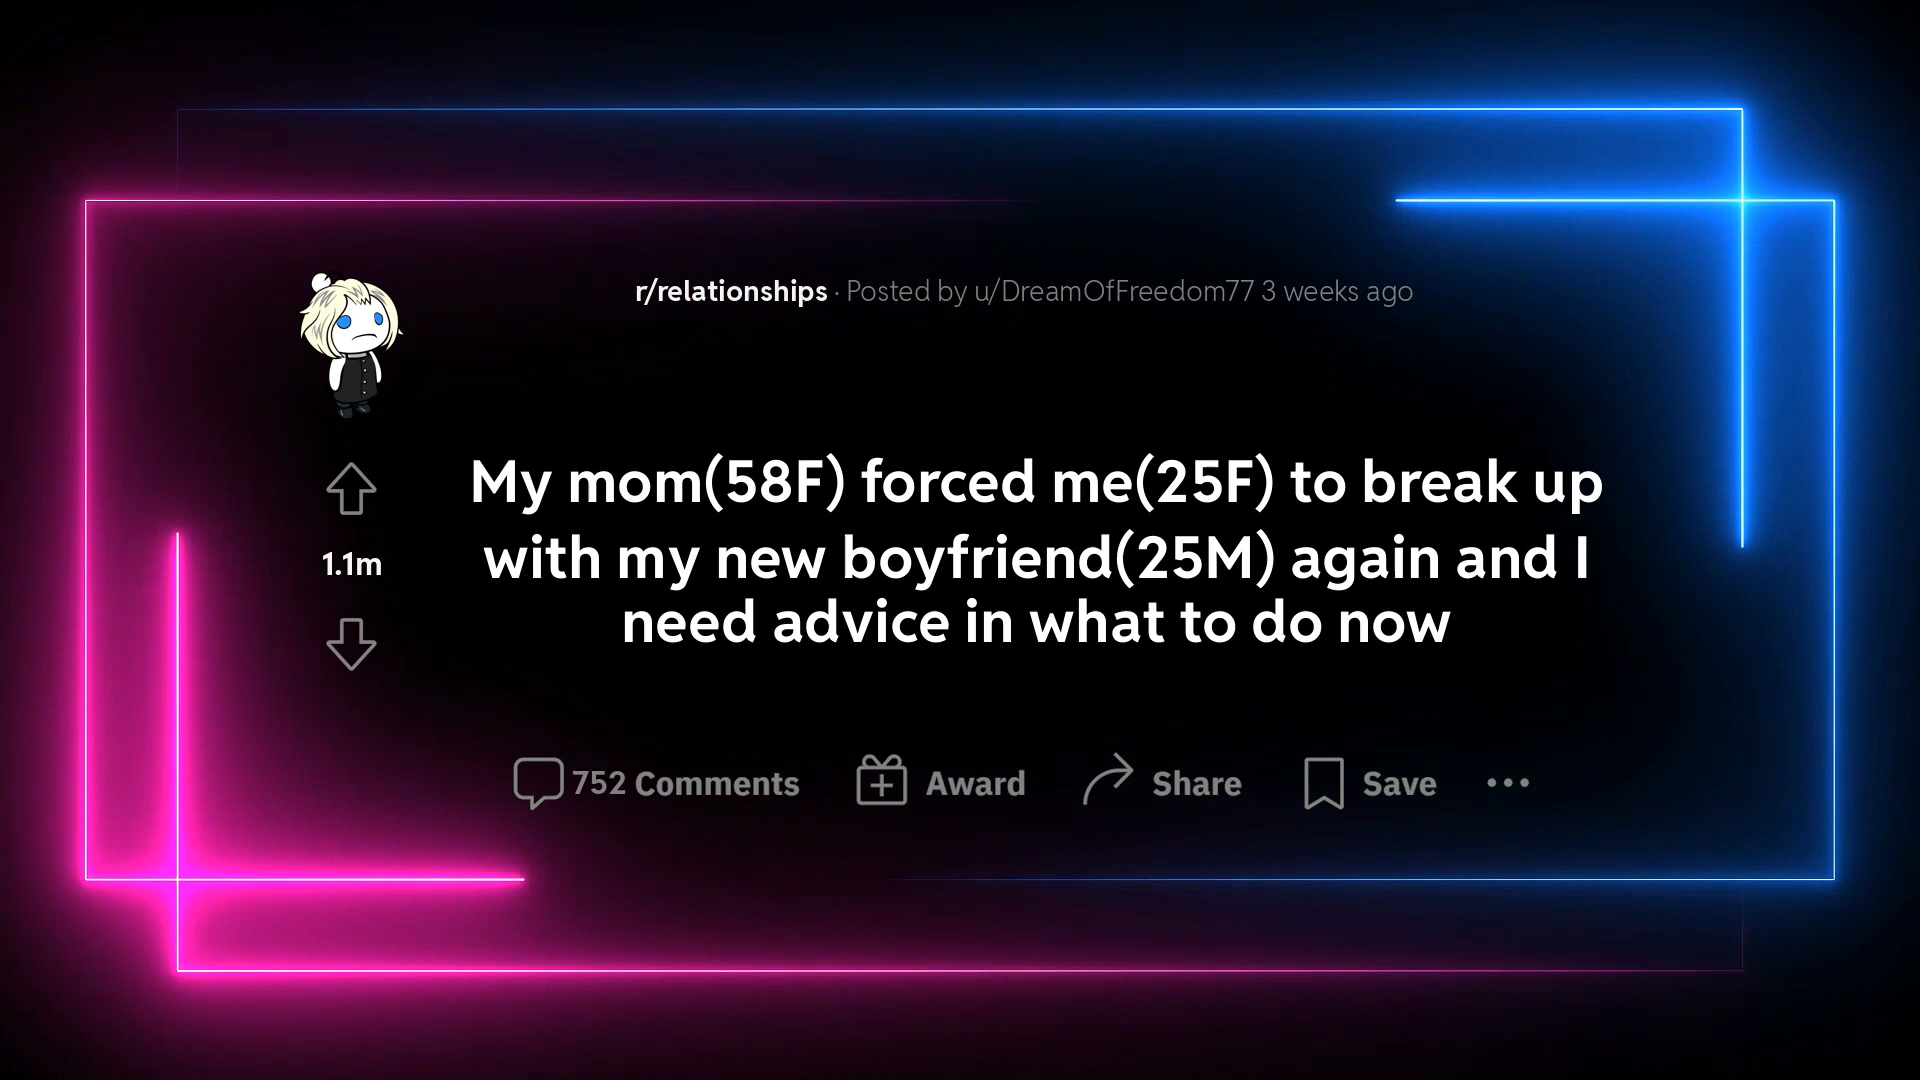 r/relationships · Posted by u/DreamOfFreedom77 3 weeks ago
My mom(58F) forced me(25F) to break up
with my new boyfriend(25M) again and I
need advice in what to do now
1.1m
752 Comments Award Share Save